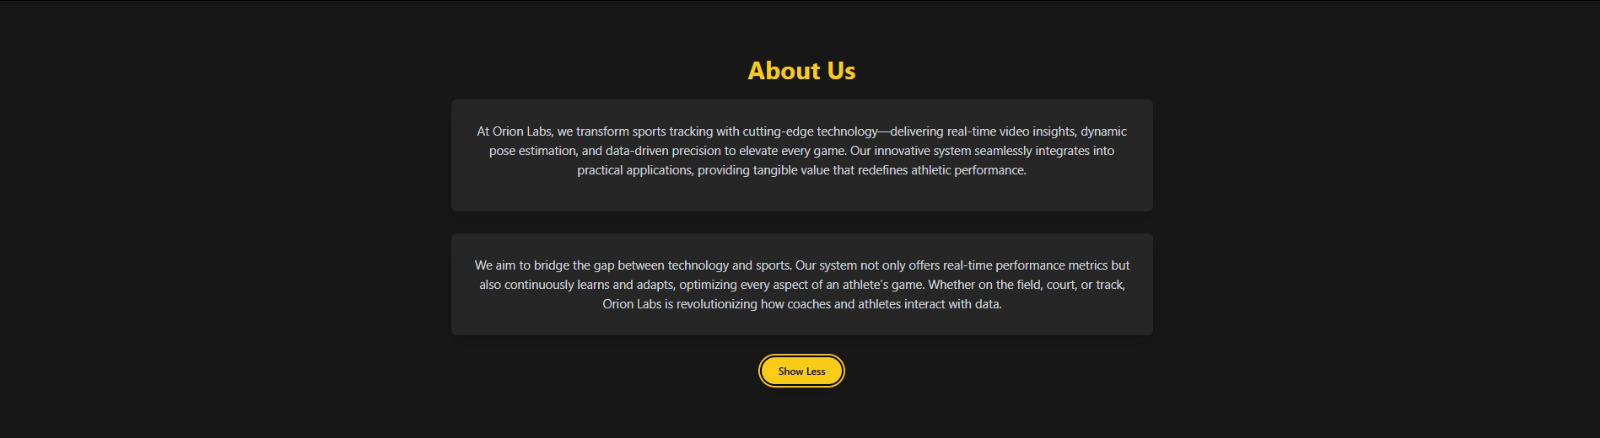 About Us
At Orion Labs, we transform sports tracking with cutting-edge technology—delivering real-time video insights, dynamic
pose estimation, and data-driven precision to elevate every game. Our innovative system seamlessly integrates into
practical applications, providing tangible value that redefines athletic performance.
We aim to bridge the gap between technology and sports. Our system not only offers real-time performance metrics but
also continuously learns and adapts, optimizing every aspect of an athlete's game. Whether on the field, court, or track,
Orion Labs is revolutionizing how coaches and athletes interact with data.
Show Less